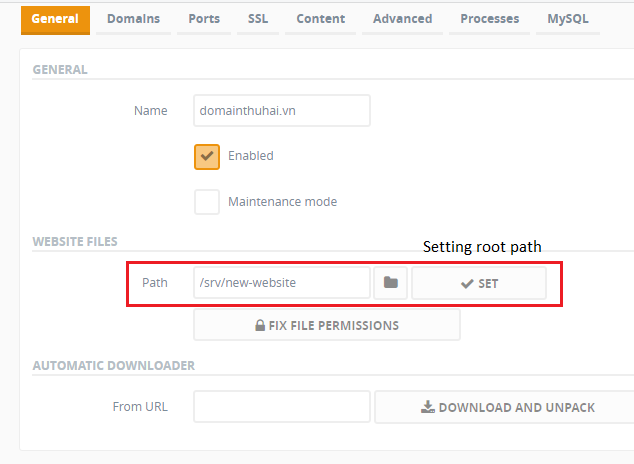 General Domains Ports SSL Content Advanced Processes MySQL
GENERAL
Name domainthuhai.vn
Enabled
Maintenance mode
WEBSITE FILES
Setting root path
Path /srv/new-website SET
FIX FILE PERMISSIONS
AUTOMATIC DOWNLOADER
From URL DOWNLOAD AND UNPACK